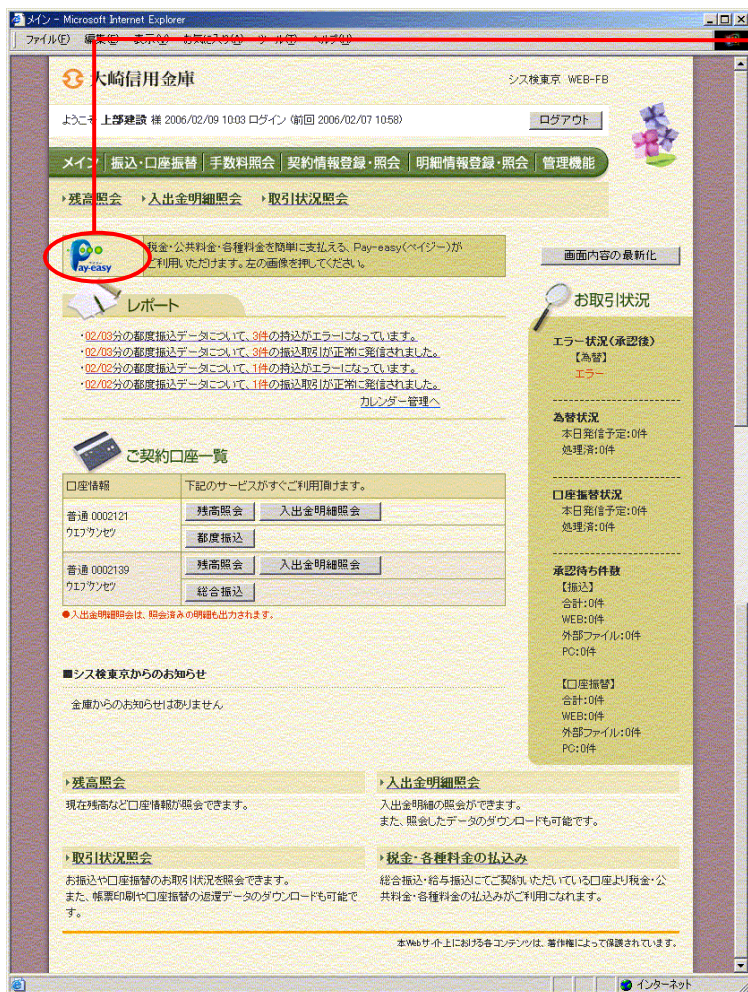 メイン - Microsoft Internet Explorer
ファイル(F) 編集(E) 表示(V) お気に入り(A) ツール(T) ヘルプ(H)
大崎信用金庫
シス検東京 WEB-FB
ようこそ 上部建設 様 2006/02/09 10:03 ログイン (前回 2006/02/07 10:58)
ログアウト
メイン 振込・口座振替 手数料照会 契約情報登録・照会 明細情報登録・照会 管理機能
残高照会 入出金明細照会 取引状況照会
Pay-easy
税金・公共料金・各種料金を簡単に支払える、Pay-easy(ペイジー)が
ご利用いただけます。左の画像を押してください。
画面内容の最新化
レポート
・02/03分の都度振込データについて、3件の持込がエラーになっています。
・02/03分の都度振込データについて、3件の振込取引が正常に発信されました。
・02/02分の都度振込データについて、1件の持込がエラーになっています。
・02/02分の都度振込データについて、1件の振込取引が正常に発信されました。
カレンダー管理へ
ご契約口座一覧
口座情報 下記のサービスがすぐご利用頂けます。
普通 0002121
ウエブケンセツ
残高照会 入出金明細照会
都度振込
普通 0002139
ウエブケンセツ
残高照会 入出金明細照会
総合振込
●入出金明細照会は、照会済みの明細も出力されます。
■シス検東京からのお知らせ
金庫からのお知らせはありません
お取引状況
エラー状況(承認後)
【為替】
エラー
為替状況
本日発信予定:0件
処理済:0件
口座振替状況
本日発信予定:0件
処理済:0件
承認待ち件数
【振込】
合計:0件
WEB:0件
外部ファイル:0件
PC:0件
【口座振替】
合計:0件
WEB:0件
外部ファイル:0件
PC:0件
残高照会
現在残高など口座情報が照会できます。
入出金明細照会
入出金明細の照会ができます。
また、照会したデータのダウンロードも可能です。
取引状況照会
お振込や口座振替のお取引状況を照会できます。
また、帳票印刷や口座振替の返還データのダウンロードも可能で
す。
税金・各種料金の払込み
総合振込・給与振込にてご契約いただいている口座より税金・公
共料金・各種料金の払込みがご利用になれます。
本Webサイト上における各コンテンツは、著作権によって保護されています。
インターネット